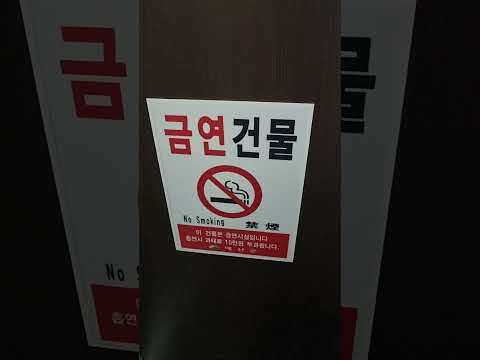 금연건물
No Smoking 禁煙
이 건물은 금연시설입니다
흡연시 과태료 10만원 부과됩니다.